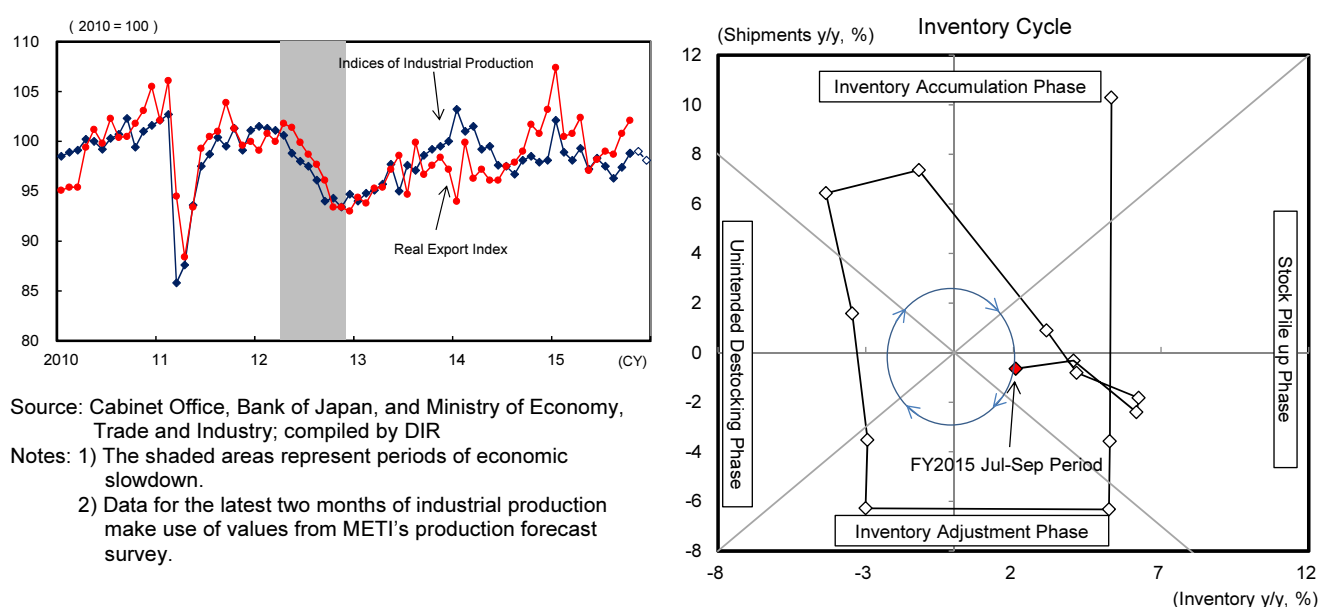 ( 2010 = 100 )
110
105
100
95
90
85
80
2010 11 12 13 14 15 (CY)
Indices of Industrial Production
Real Export Index
Source: Cabinet Office, Bank of Japan, and Ministry of Economy,
Trade and Industry; compiled by DIR
Notes: 1) The shaded areas represent periods of economic
slowdown.
2) Data for the latest two months of industrial production
make use of values from METI's production forecast
survey.
Inventory Cycle
(Shipments y/y, %)
12
10
8
6
4
2
0
-2
-4
-6
-8
-8 -3 2 7 12
(Inventory y/y, %)
Inventory Accumulation Phase
Unintended Destocking Phase
Stock Pile up Phase
FY2015 Jul-Sep Period
Inventory Adjustment Phase